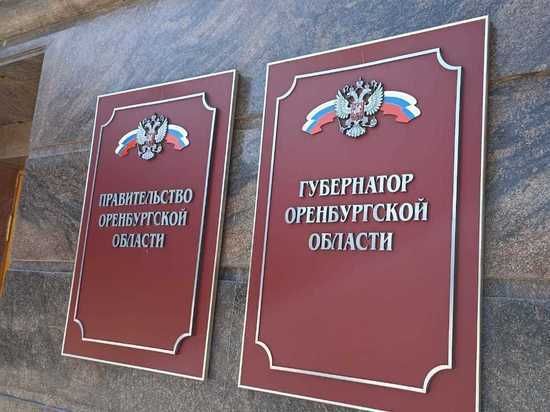 ПРАВИТЕЛЬСТВО
ОРЕНБУРГСКОЙ
ОБЛАСТИ
ГУБЕРНАТОР
ОРЕНБУРГСКОЙ
ОБЛАСТИ